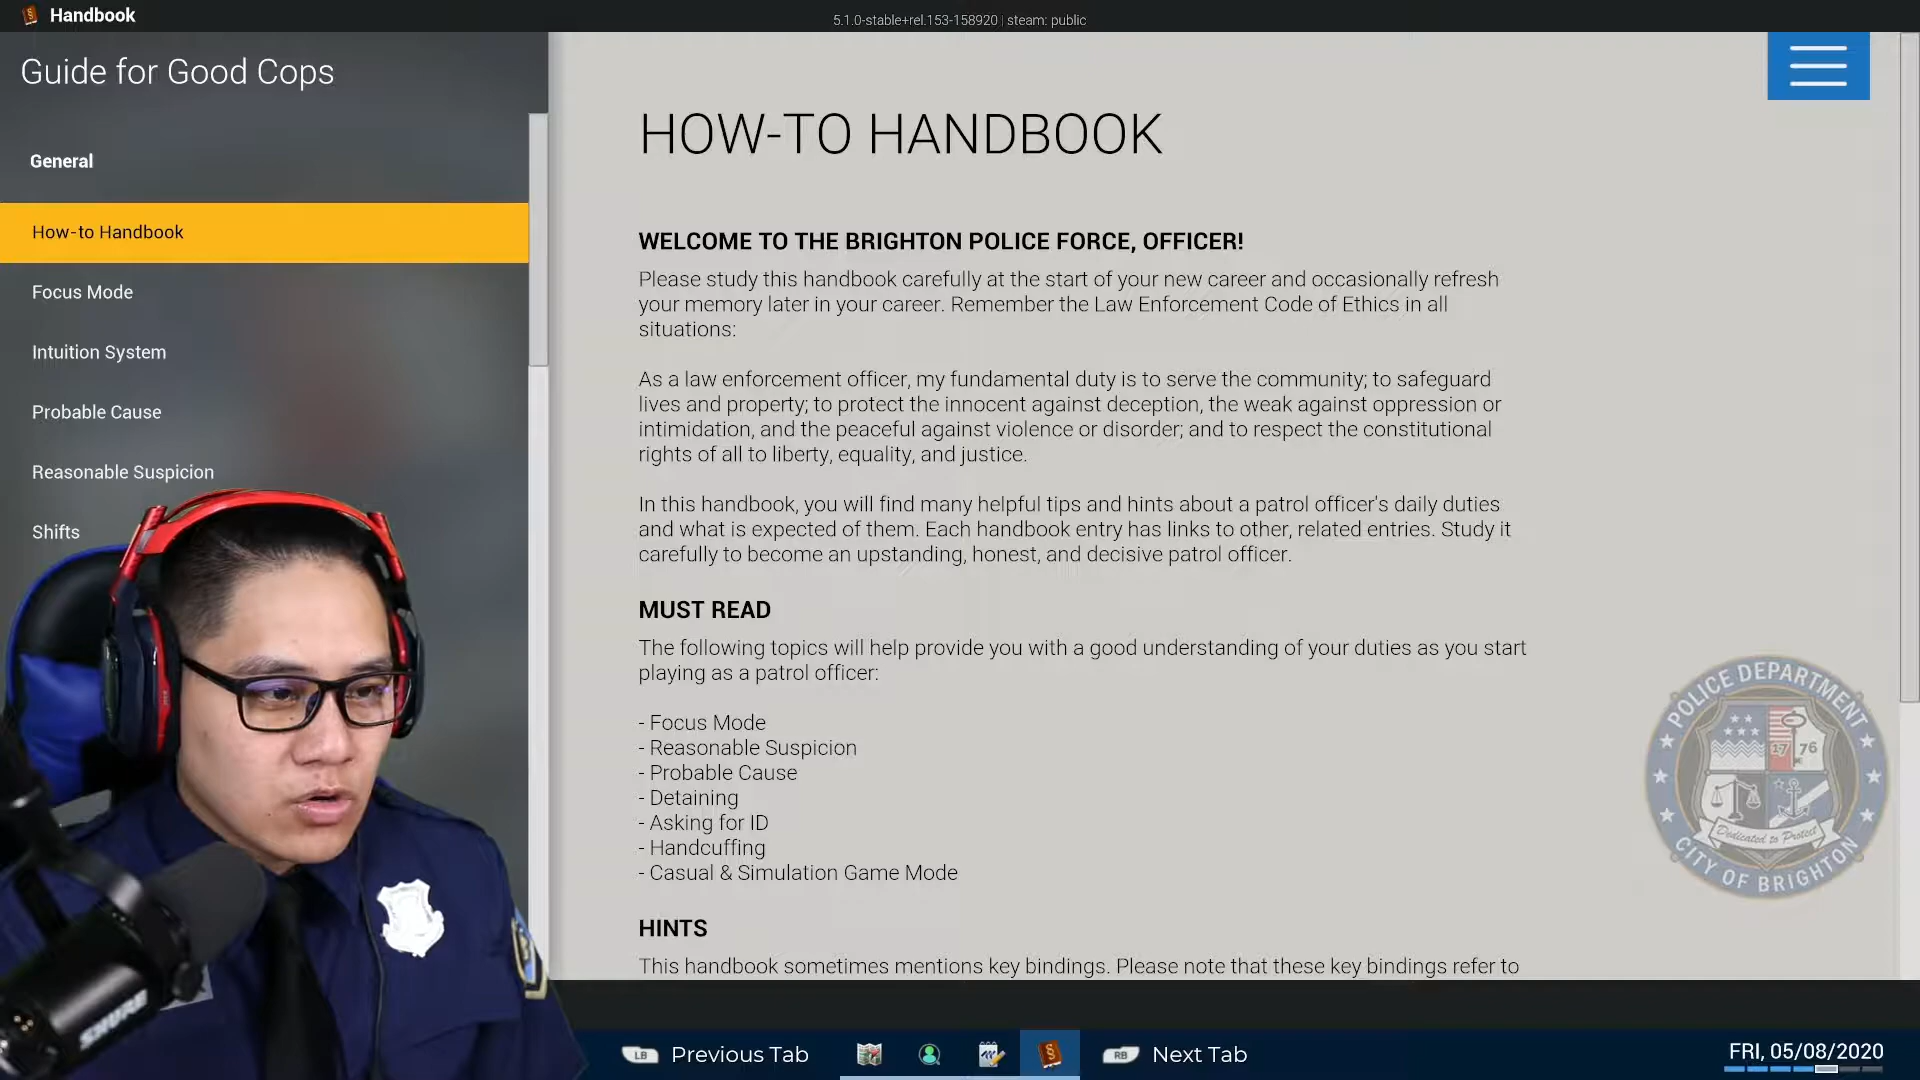 Handbook
5.1.0-stable+rel.153-158920 | steam: public
Guide for Good Cops
General
How-to Handbook
Focus Mode
Intuition System
Probable Cause
Reasonable Suspicion
Shifts
HOW-TO HANDBOOK
WELCOME TO THE BRIGHTON POLICE FORCE, OFFICER!
Please study this handbook carefully at the start of your new career and occasionally refresh
your memory later in your career. Remember the Law Enforcement Code of Ethics in all
situations:
As a law enforcement officer, my fundamental duty is to serve the community; to safeguard
lives and property; to protect the innocent against deception, the weak against oppression or
intimidation, and the peaceful against violence or disorder; and to respect the constitutional
rights of all to liberty, equality, and justice.
In this handbook, you will find many helpful tips and hints about a patrol officer's daily duties
and what is expected of them. Each handbook entry has links to other, related entries. Study it
carefully to become an upstanding, honest, and decisive patrol officer.
MUST READ
The following topics will help provide you with a good understanding of your duties as you start
playing as a patrol officer:
- Focus Mode
- Reasonable Suspicion
- Probable Cause
- Detaining
- Asking for ID
- Handcuffing
- Casual & Simulation Game Mode
HINTS
This handbook sometimes mentions key bindings. Please note that these key bindings refer to
POLICE DEPARTMENT
17 76
Dedicated to Protect
CITY OF BRIGHTON
SHURE
LB Previous Tab
RB Next Tab
FRI, 05/08/2020